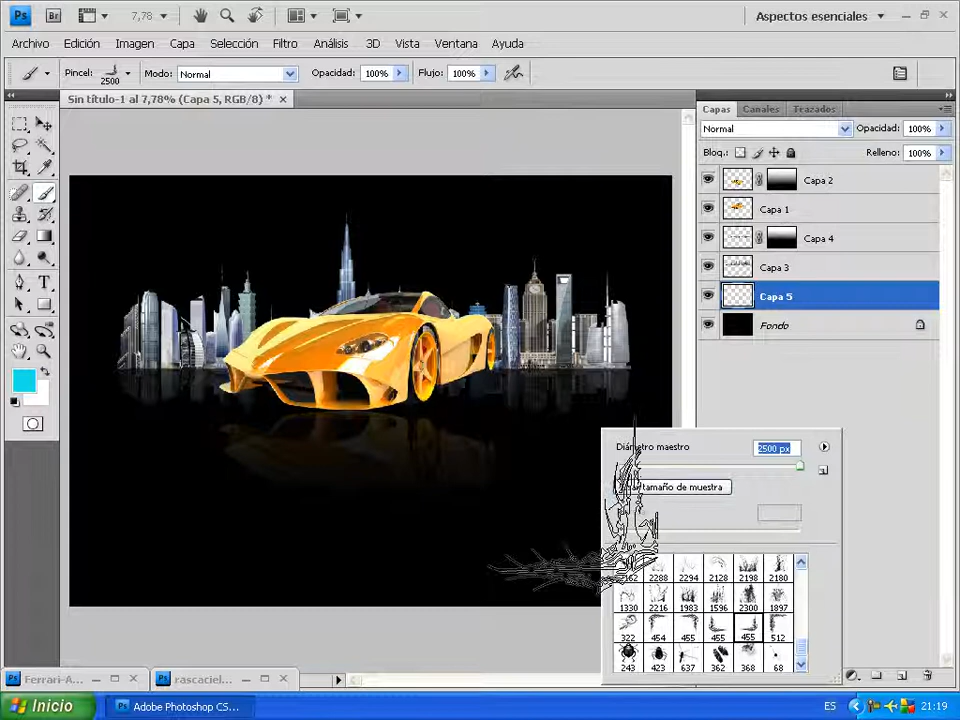 Ps Br 7,78 Aspectos esenciales
Archivo Edición Imagen Capa Selección Filtro Análisis 3D Vista Ventana Ayuda
Pincel: 2500 Modo: Normal Opacidad: 100% Flujo: 100%
Sin título-1 al 7,78% (Capa 5, RGB/8) *
Capas Canales Trazados
Normal Opacidad: 100%
Bloq.: Relleno: 100%
Capa 2
Capa 1
Capa 4
Capa 3
Capa 5
Fondo
Diámetro maestro 2500 px
tamaño de muestra
2288 2294 2128 2198 2180
1330 2216 1983 1596 2300 1897
322 454 455 455 455 512
243 423 637 362 368 68
Ferrari-A... rascaciel...
Inicio Adobe Photoshop CS... ES 21:19